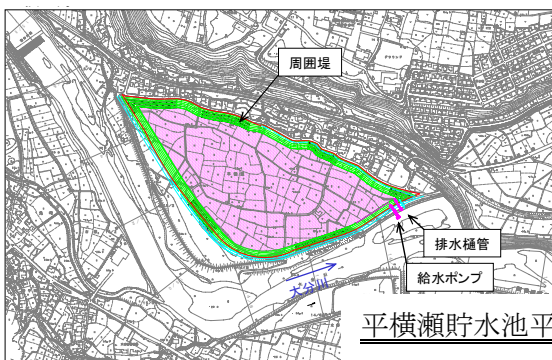 周囲堤
排水樋管
給水ポンプ
大分川
平横瀬貯水池平